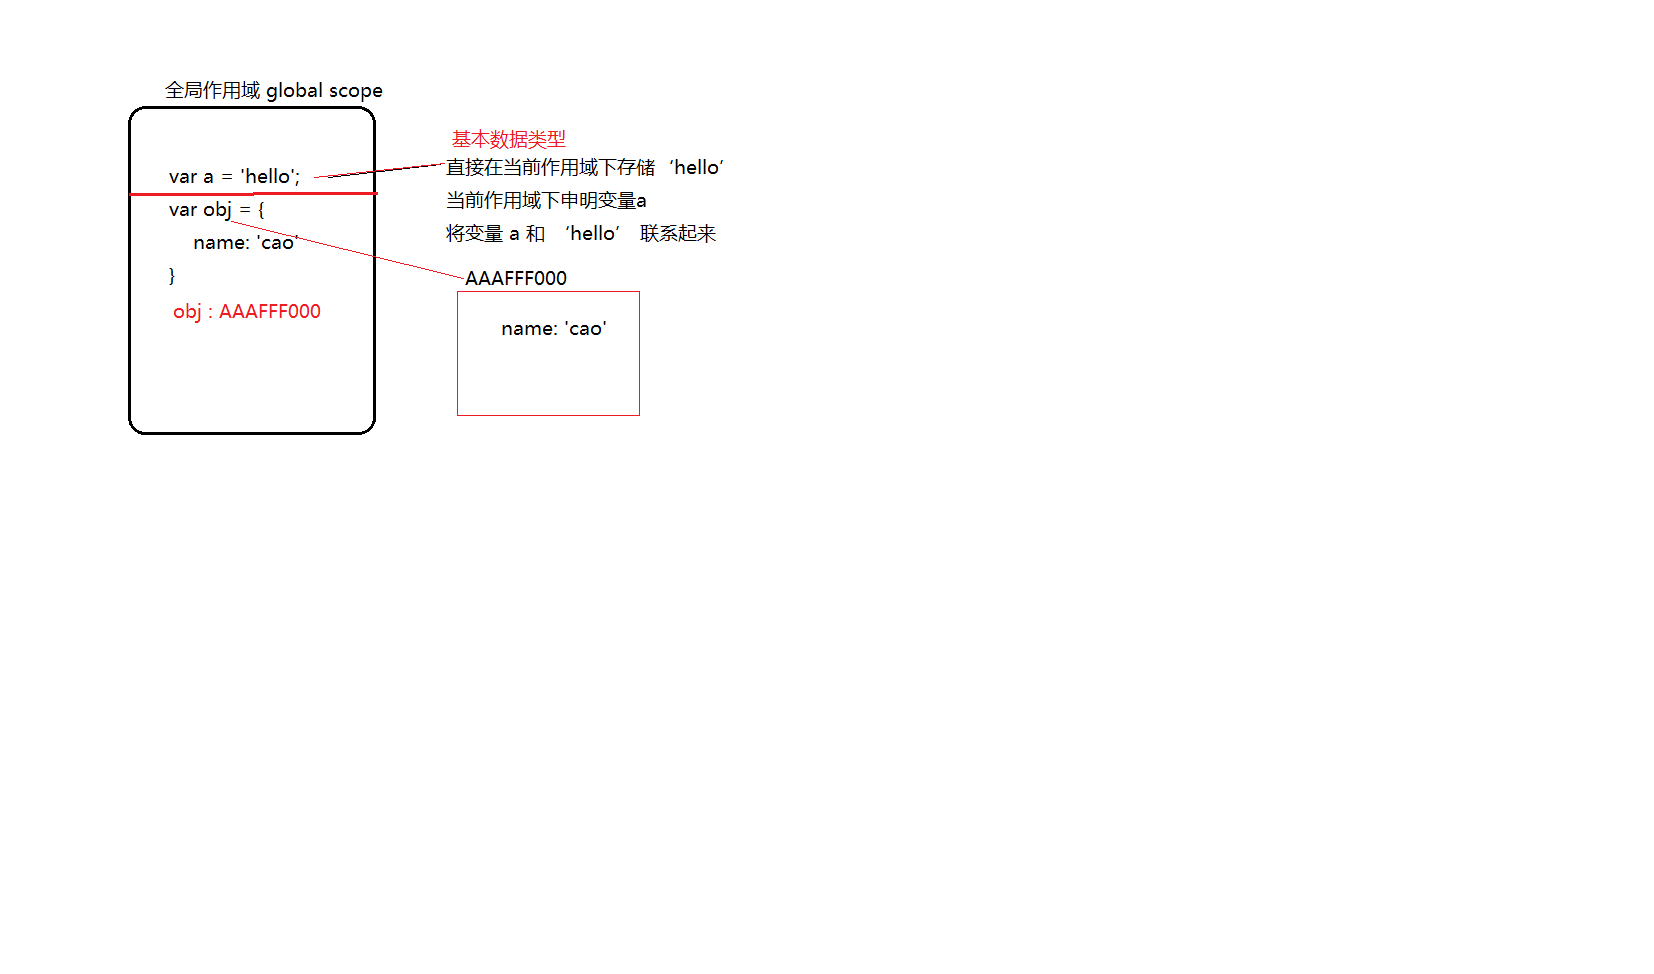 全局作用域 global scope
var a = 'hello';
var obj = {
name: 'cao'
}
obj : AAAFFF000
基本数据类型
直接在当前作用域下存储‘hello’
当前作用域下申明变量a
将变量 a 和 ‘hello’ 联系起来
AAAFFF000
name: 'cao'